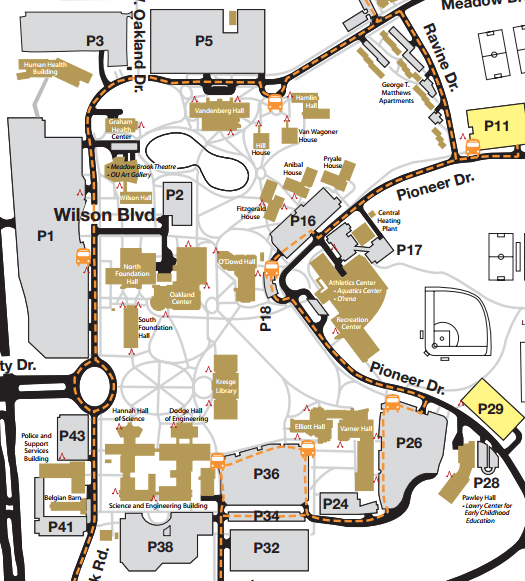 Meadow Dr.
. Oakland Dr.
P3
P5
Ravine Dr.
Human Health
Building
George T.
Matthews
Apartments
Vandenberg Hall
Hamlin
Hall
P11
Graham
Health
Center
Hill
House
Van Wagoner
House
• Meadow Brook Theatre
• OU Art Gallery
Anibal
House
Pryale
House
Pioneer Dr.
Wilson Hall
P2
Fitzgerald
House
P16
Central
Heating
Plant
Wilson Blvd.
P1
P17
North
Foundation
Hall
O'Dowd Hall
Oakland
Center
Athletics Center
• Aquatics Center
• O'rena
P18
South
Foundation
Hall
Recreation
Center
ty Dr.
Kresge
Library
Pioneer Dr.
P29
Hannah Hall
of Science
Dodge Hall
of Engineering
P43
Police and
Support
Services
Building
Elliott Hall
Varner Hall
P26
P36
Belgian Barn
P28
Science and Engineering Building
P24
Pawley Hall
• Lowry Center for
Early Childhood
Education
P34
P41
P38
P32
k Rd.